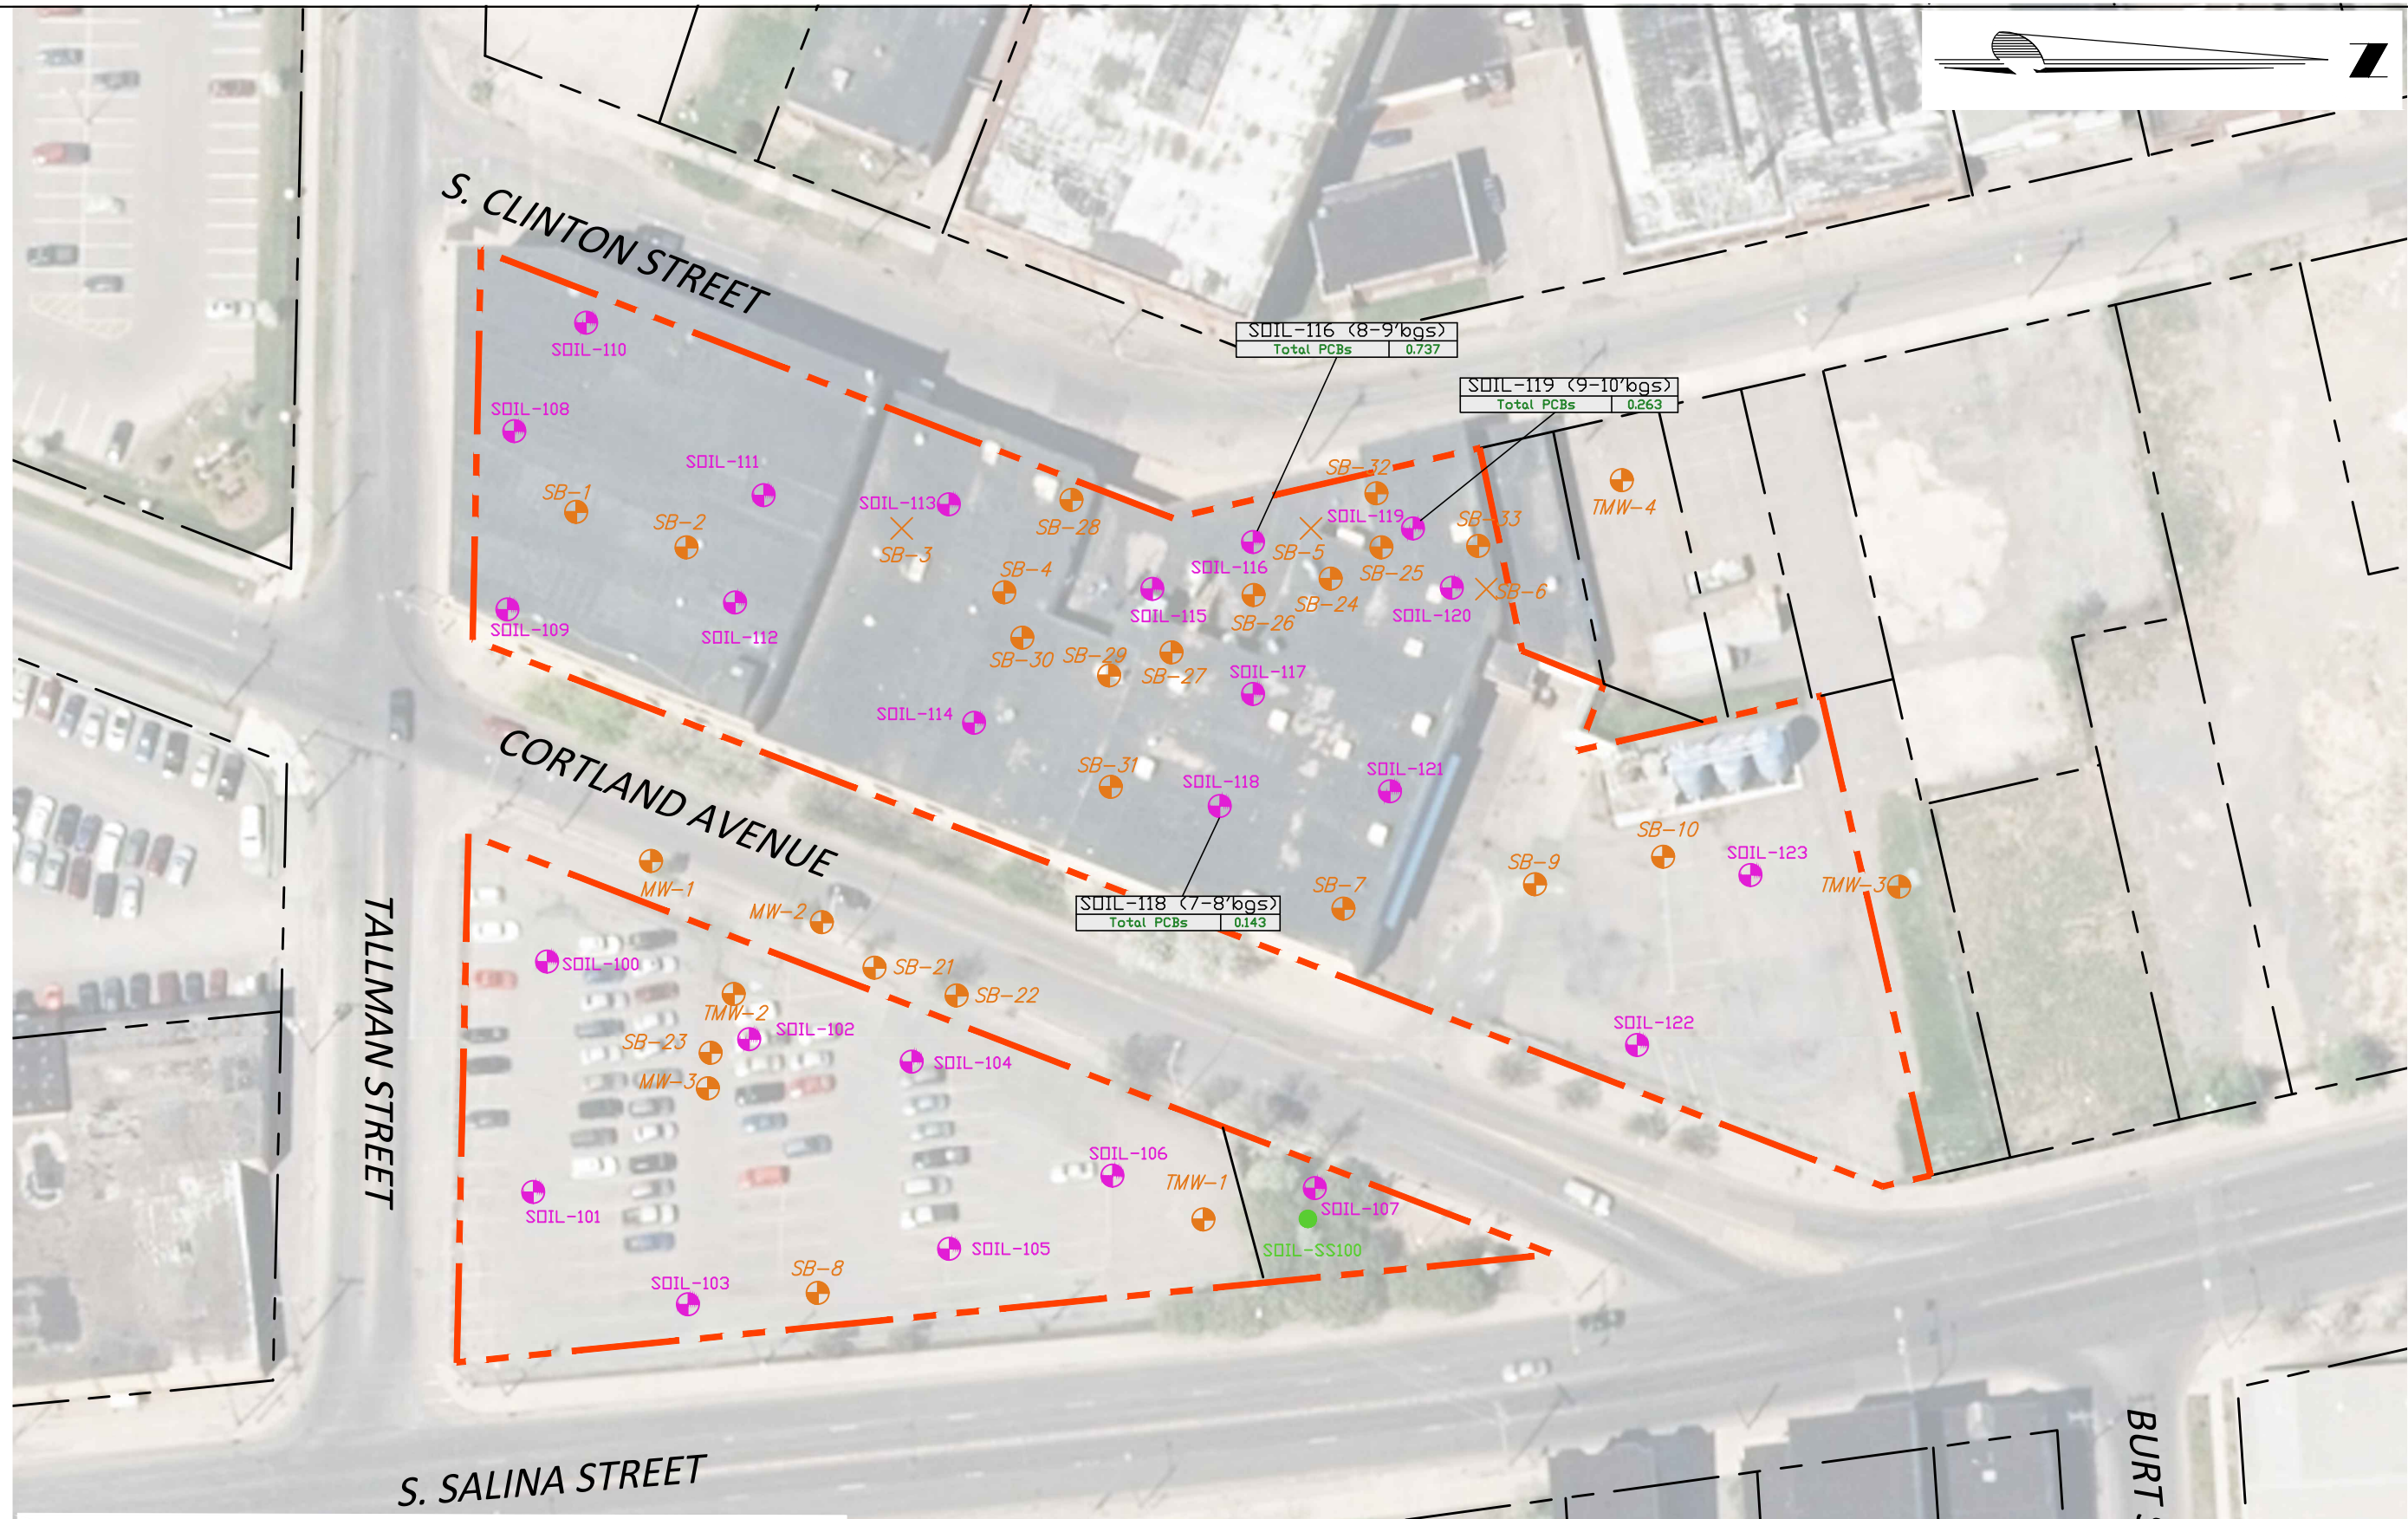 Z
S. CLINTON STREET
SOIL-110
SOIL-116 (8-9'bgs)
Total PCBs 0.737
SOIL-119 (9-10'bgs)
Total PCBs 0.263
SOIL-108
SOIL-111
SB-1
SB-2
SOIL-113
SB-3
SB-28
SB-32
SOIL-119
SB-33
TMW-4
SB-5
SOIL-116
SB-25
SB-4
SB-24
SB-6
SOIL-115
SB-26
SOIL-120
SOIL-109
SOIL-112
SB-30
SB-29
SB-27
SOIL-117
SOIL-114
CORTLAND AVENUE
SB-31
SOIL-118
SOIL-121
SB-10
SOIL-123
SB-9
TMW-3
SB-7
MW-1
MW-2
SOIL-118 (7-8'bgs)
Total PCBs 0.143
TALLMAN STREET
SOIL-100
SB-21
SB-22
TMW-2
SOIL-102
SB-23
SOIL-104
MW-3
SOIL-122
SOIL-106
TMW-1
SOIL-107
SOIL-101
SOIL-105
SOIL-SS100
SB-8
SOIL-103
S. SALINA STREET
BURT